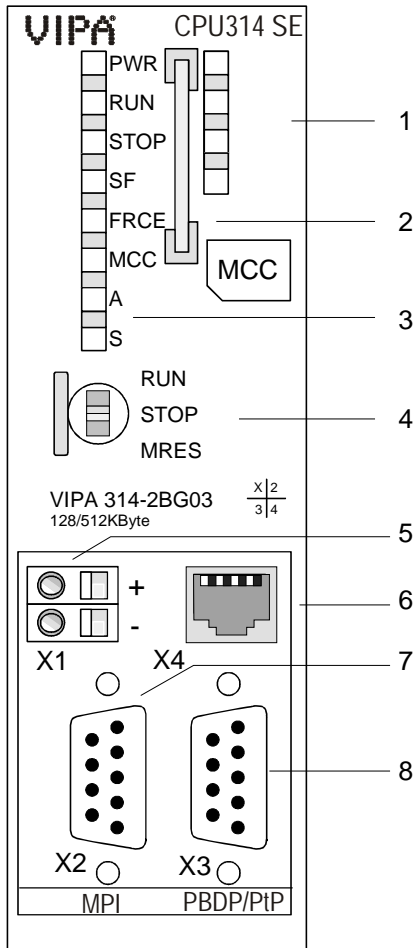 VIPA CPU314 SE
PWR
RUN
STOP
SF
FRCE
MCC
A
S
MCC
1
2
3
RUN
STOP
MRES
4
VIPA 314-2BG03
128/512KByte
X 2
3 4
5
+
-
6
X1 X4
7
8
X2 X3
MPI PBDP/PtP